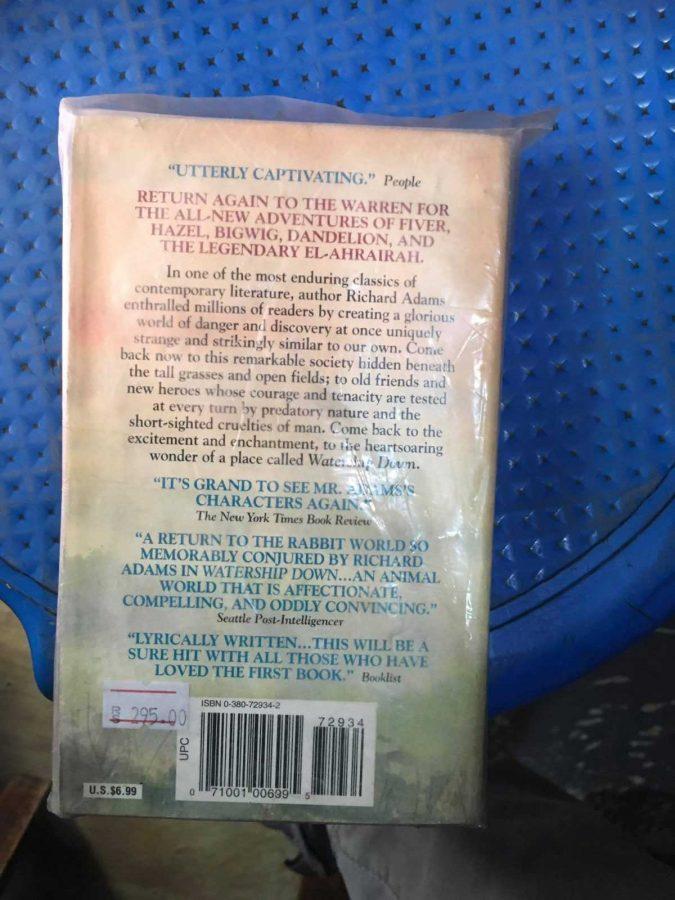 “UTTERLY CAPTIVATING.” People
RETURN AGAIN TO THE WARREN FOR
THE ALL-NEW ADVENTURES OF FIVER,
HAZEL, BIGWIG, DANDELION, AND
THE LEGENDARY EL-AHRAIRAH.
In one of the most enduring classics of
contemporary literature, author Richard Adams
enthralled millions of readers by creating a glorious
world of danger and discovery at once uniquely
strange and strikingly similar to our own. Come
back now to this remarkable society hidden beneath
the tall grasses and open fields; to old friends and
new heroes whose courage and tenacity are tested
at every turn by predatory nature and the
short-sighted cruelties of man. Come back to the
excitement and enchantment, to the heartsoaring
wonder of a place called Watership Down.
“IT’S GRAND TO SEE MR. ADAMS’S
CHARACTERS AGAIN.”
The New York Times Book Review
“A RETURN TO THE RABBIT WORLD SO
MEMORABLY CONJURED BY RICHARD
ADAMS IN WATERSHIP DOWN...AN ANIMAL
WORLD THAT IS AFFECTIONATE,
COMPELLING, AND ODDLY CONVINCING.”
Seattle Post-Intelligencer
“LYRICALLY WRITTEN...THIS WILL BE A
SURE HIT WITH ALL THOSE WHO HAVE
LOVED THE FIRST BOOK.” Booklist
295.00
ISBN 0-380-72934-2
72934
UPC
0 71001 00699 5
U.S.$6.99